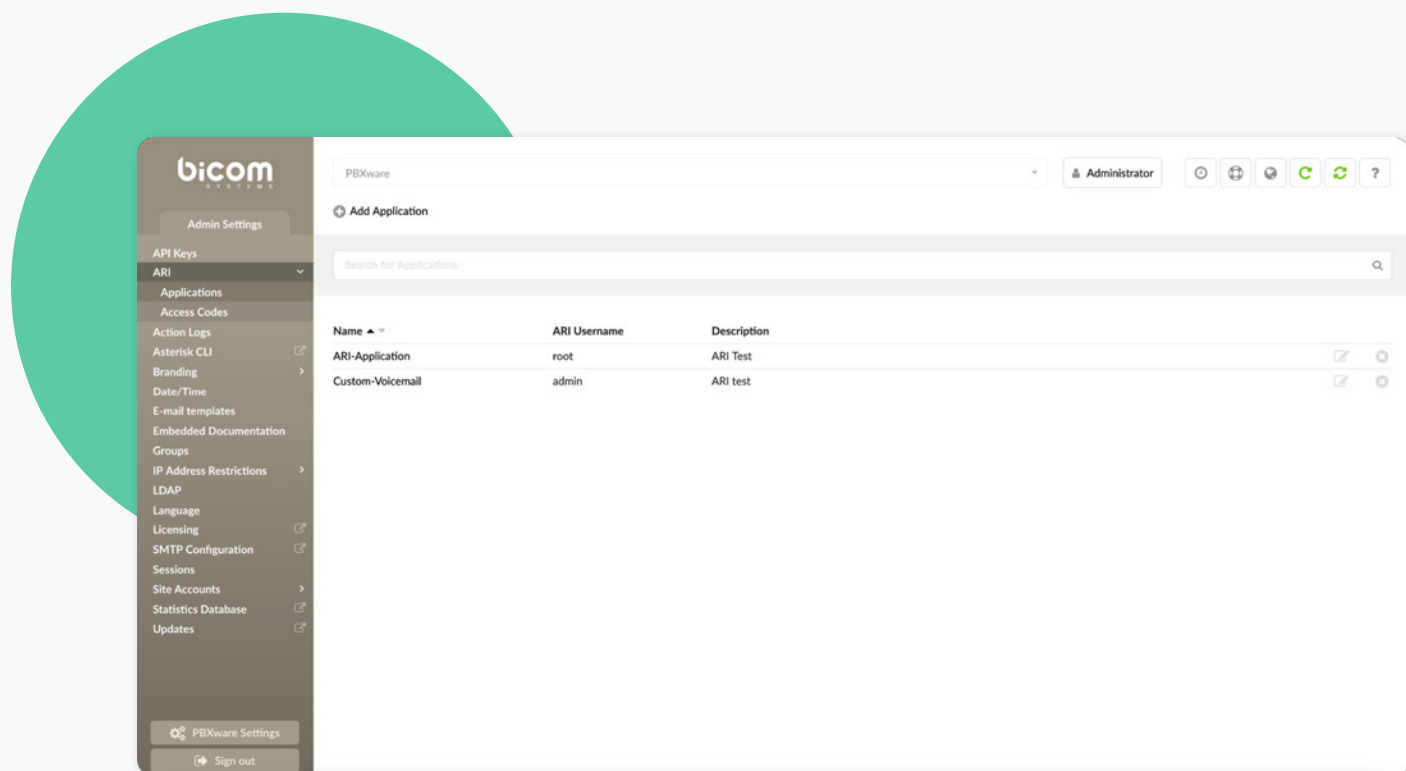 bicom
SYSTEMS
Admin Settings
API Keys
ARI
Applications
Access Codes
Action Logs
Asterisk CLI
Branding
Date/Time
E-mail templates
Embedded Documentation
Groups
IP Address Restrictions
LDAP
Language
Licensing
SMTP Configuration
Sessions
Site Accounts
Statistics Database
Updates
PBXware Settings
Sign out
PBXware
Administrator
?
Add Application
Search for Applications
Name ARI Username Description
ARI-Application root ARI Test
Custom-Voicemail admin ARI test